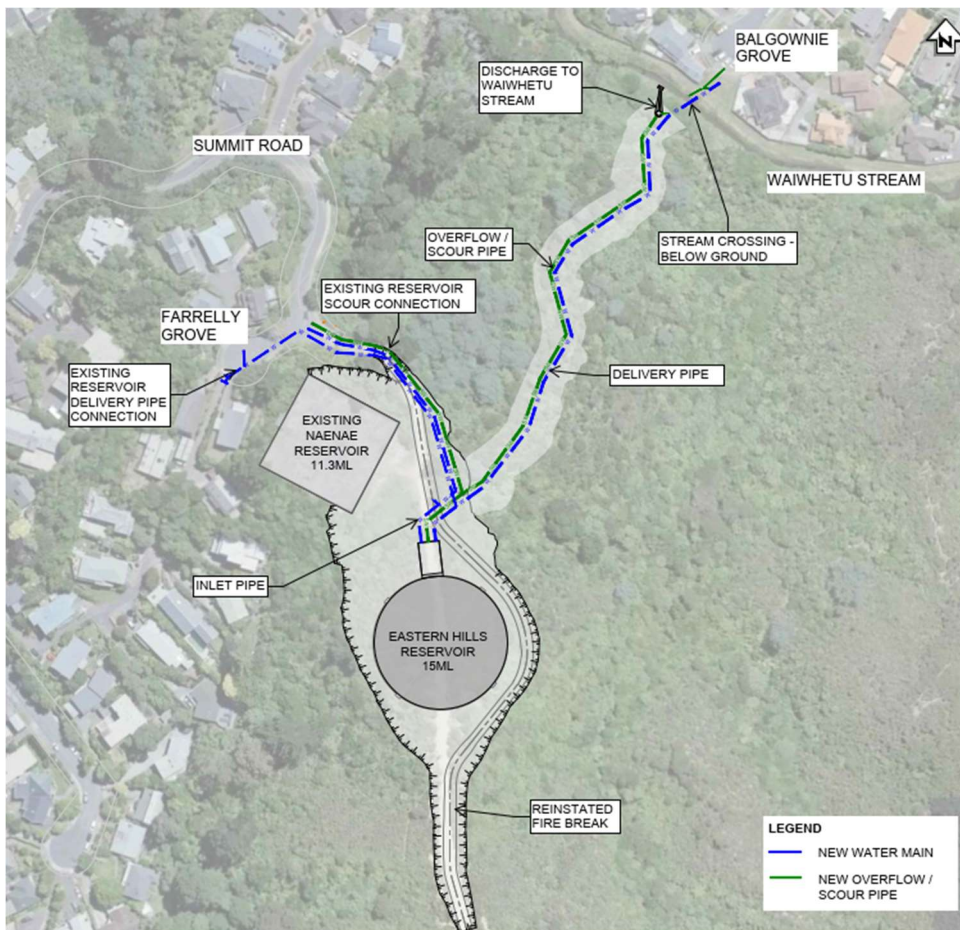 N
BALGOWNIE
GROVE
DISCHARGE TO
WAIWHETU
STREAM
SUMMIT ROAD
WAIWHETU STREAM
OVERFLOW /
SCOUR PIPE
STREAM CROSSING -
BELOW GROUND
EXISTING RESERVOIR
SCOUR CONNECTION
FARRELLY
GROVE
EXISTING
RESERVOIR
DELIVERY PIPE
CONNECTION
DELIVERY PIPE
EXISTING
NAENAE
RESERVOIR
11.3ML
INLET PIPE
EASTERN HILLS
RESERVOIR
15ML
REINSTATED
FIRE BREAK
LEGEND
NEW WATER MAIN
NEW OVERFLOW /
SCOUR PIPE